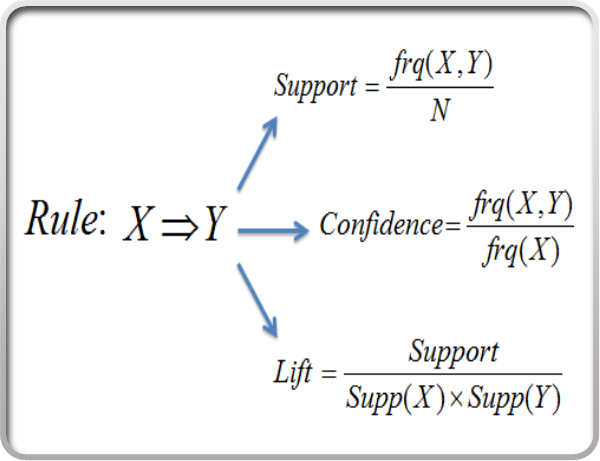 Support = frq(X,Y) / N
Rule: X ⇒ Y
Confidence = frq(X,Y) / frq(X)
Lift = Support / Supp(X)×Supp(Y)